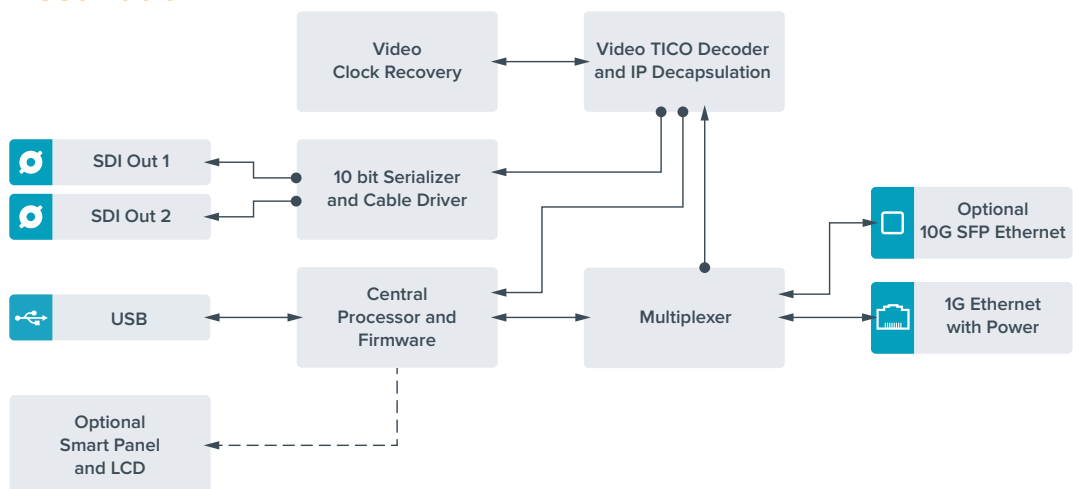 Video
Clock Recovery
Video TICO Decoder
and IP Decapsulation
SDI Out 1
SDI Out 2
10 bit Serializer
and Cable Driver
Optional
10G SFP Ethernet
USB
Central
Processor and
Firmware
Multiplexer
1G Ethernet
with Power
Optional
Smart Panel
and LCD